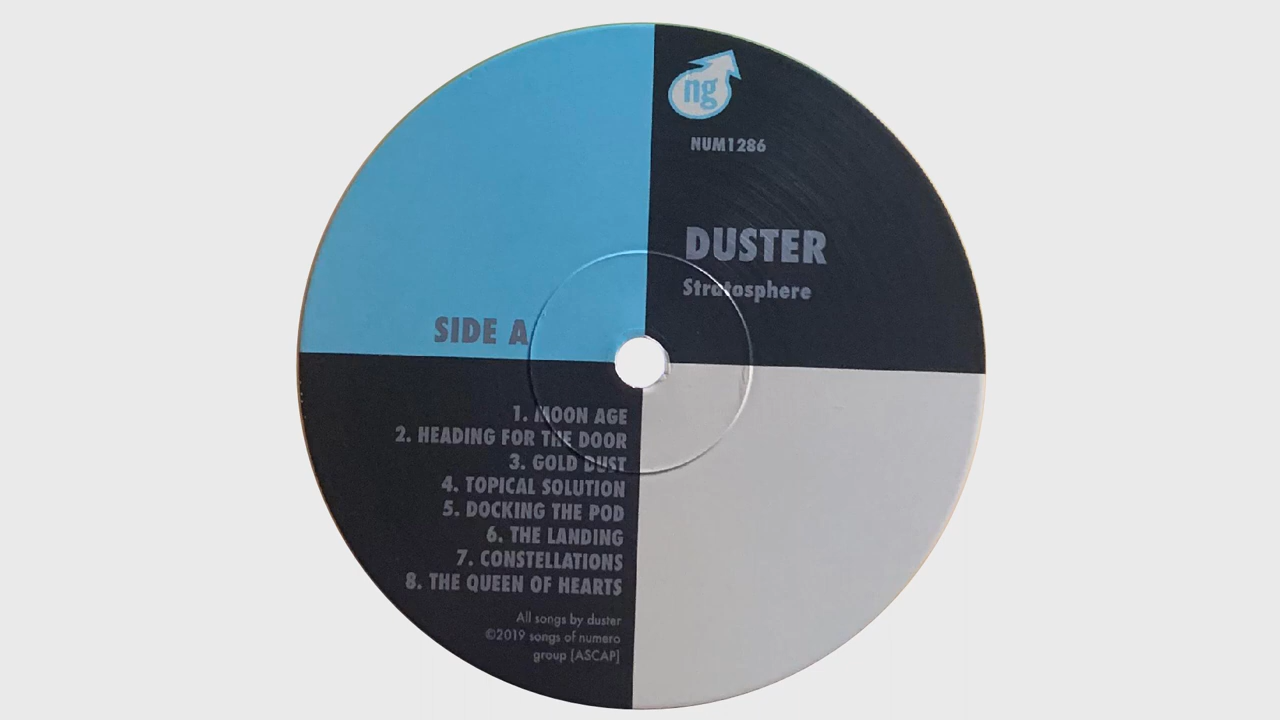 ng
NUM1286
DUSTER
Stratosphere
SIDE A
1. MOON AGE
2. HEADING FOR THE DOOR
3. GOLD DUST
4. TOPICAL SOLUTION
5. DOCKING THE POD
6. THE LANDING
7. CONSTELLATIONS
8. THE QUEEN OF HEARTS
All songs by duster
©2019 songs of numero
group (ASCAP)